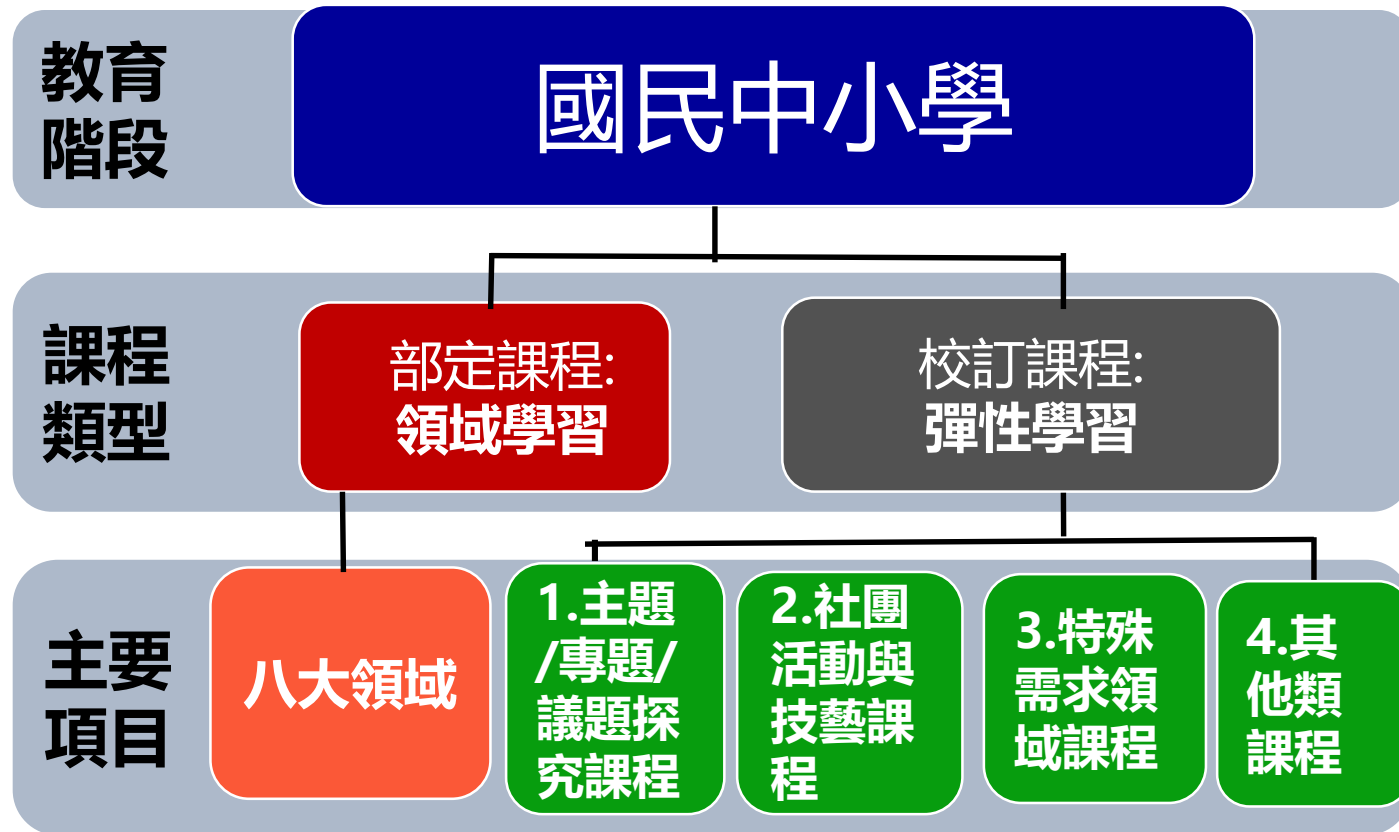 教育
階段
國民中小學
課程
類型
部定課程:
領域學習
校訂課程:
彈性學習
主要
項目
八大領域
1.主題
/專題/
議題探
究課程
2.社團
活動與
技藝課
程
3.特殊
需求領
域課程
4.其
他類
課程